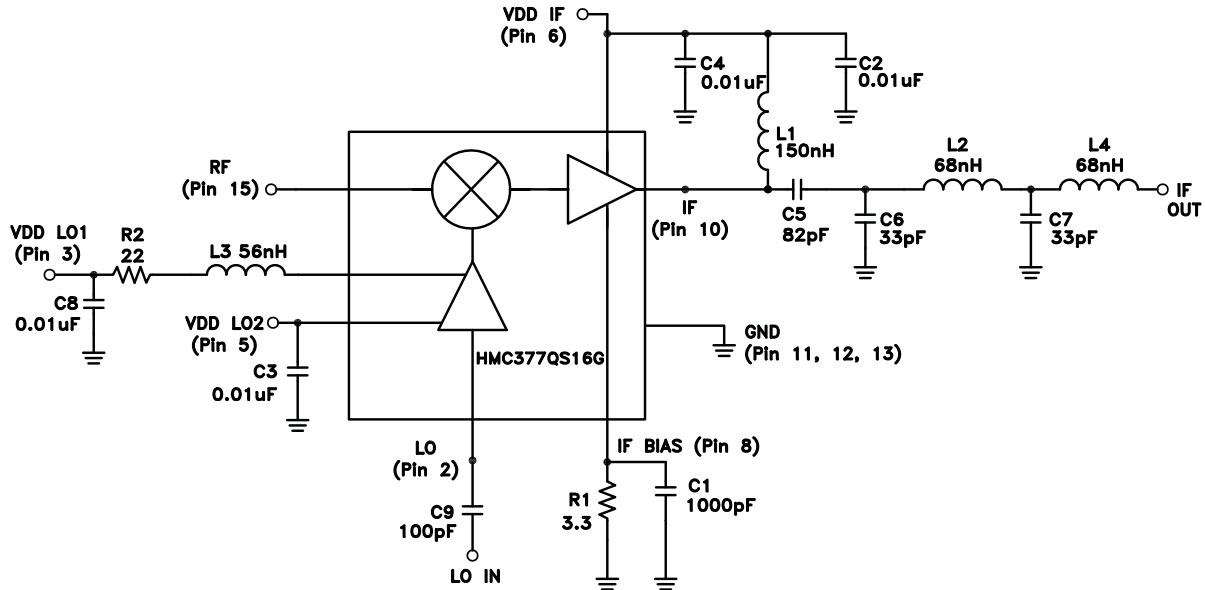 VDD IF
(Pin 6)
C4
0.01uF
C2
0.01uF
L1
150nH
L2
68nH
L4
68nH
RF
(Pin 15)
IF
(Pin 10)
C5
82pF
C6
33pF
C7
33pF
IF
OUT
VDD LO1
(Pin 3)
R2
22
L3 56nH
C8
0.01uF
VDD LO2
(Pin 5)
C3
0.01uF
HMC377QS16G
GND
(Pin 11, 12, 13)
LO
(Pin 2)
IF BIAS (Pin 8)
C9
100pF
LO IN
R1
3.3
C1
1000pF